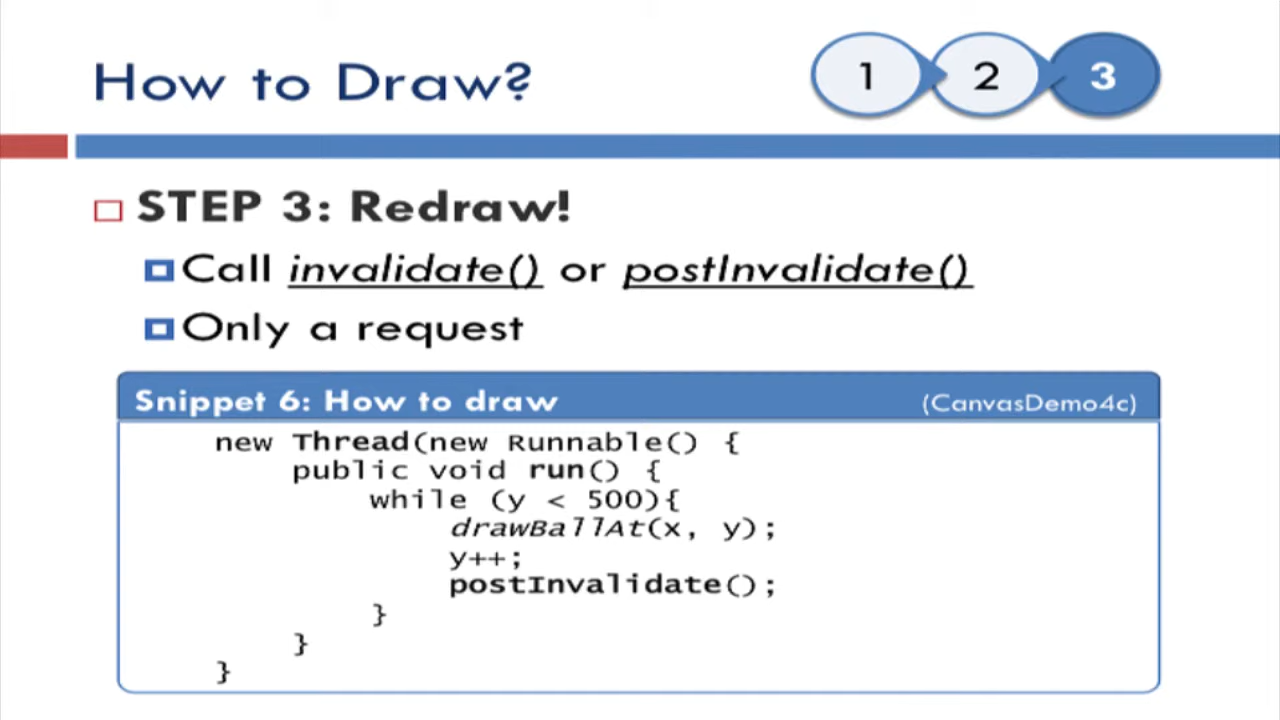 How to Draw?
1 2 3
STEP 3: Redraw!
Call invalidate() or postInvalidate()
Only a request
Snippet 6: How to draw (CanvasDemo4c)
new Thread(new Runnable() {
public void run() {
while (y < 500){
drawBallAt(x, y);
y++;
postInvalidate();
}
}
}